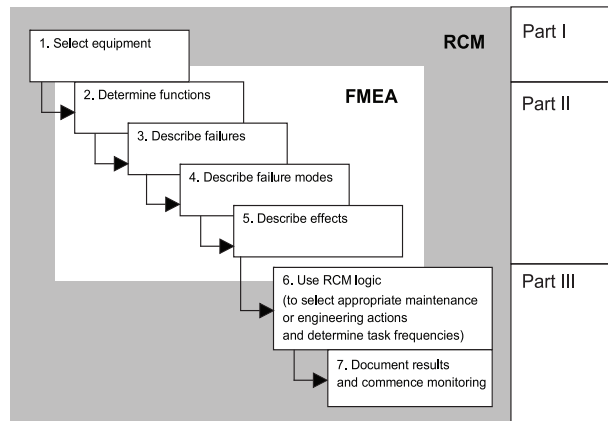 1. Select equipment
RCM
Part I
2. Determine functions
FMEA
Part II
3. Describe failures
4. Describe failure modes
5. Describe effects
6. Use RCM logic
(to select appropriate maintenance
or engineering actions
and determine task frequencies)
Part III
7. Document results
and commence monitoring